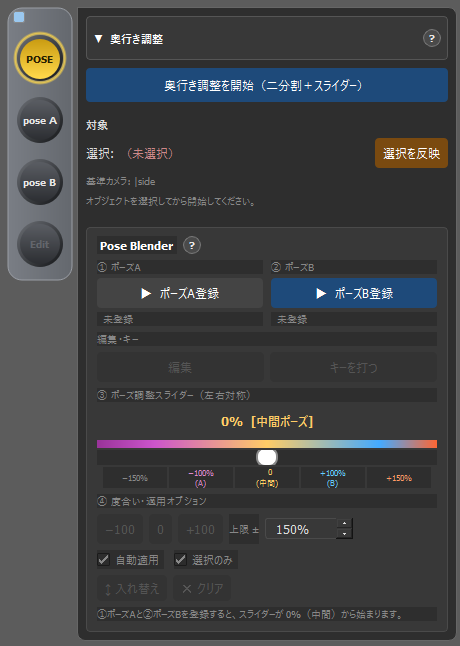 POSE
pose A
pose B
Edit
▼ 奥行き調整
?
奥行き調整を開始（二分割＋スライダー）
対象
選択: （未選択）
選択を反映
基準カメラ: |side
オブジェクトを選択してから開始してください。
Pose Blender ?
① ポーズA ② ポーズB
▶ ポーズA登録 ▶ ポーズB登録
未登録 未登録
編集・キー
編集 キーを打つ
③ ポーズ調整スライダー（左右対称）
0% [中間ポーズ]
−150% −100% 0 +100% +150%
(A) (中間) (B)
④ 度合い・適用オプション
−100 0 +100 上限 ± 150%
自動適用 選択のみ
↕ 入れ替え ✕ クリア
①ポーズAと②ポーズBを登録すると、スライダーが 0%（中間）から始まります。